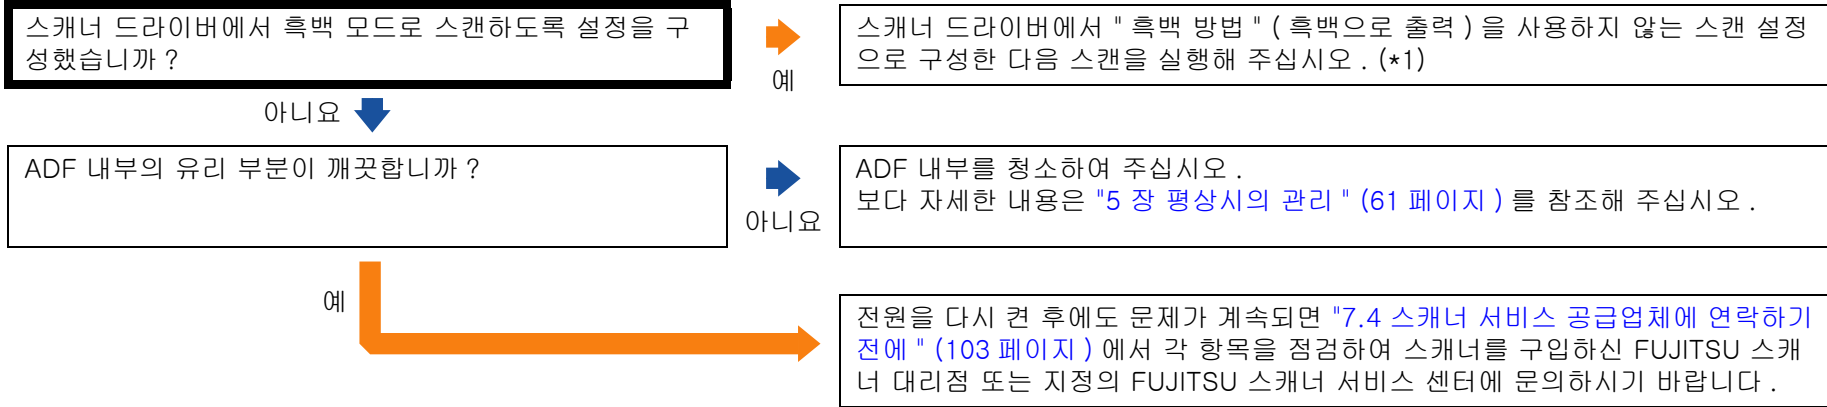 스캐너 드라이버에서 흑백 모드로 스캔하도록 설정을 구
성했습니까 ?
예
스캐너 드라이버에서 " 흑백 방법 " ( 흑백으로 출력 ) 을 사용하지 않는 스캔 설정
으로 구성한 다음 스캔을 실행해 주십시오 . (*1)
아니요
ADF 내부의 유리 부분이 깨끗합니까 ?
아니요
ADF 내부를 청소하여 주십시오 .
보다 자세한 내용은 "5 장 평상시의 관리 " (61 페이지 ) 를 참조해 주십시오 .
예
전원을 다시 켠 후에도 문제가 계속되면 "7.4 스캐너 서비스 공급업체에 연락하기
전에 " (103 페이지 ) 에서 각 항목을 점검하여 스캐너를 구입하신 FUJITSU 스캐
너 대리점 또는 지정의 FUJITSU 스캐너 서비스 센터에 문의하시기 바랍니다 .